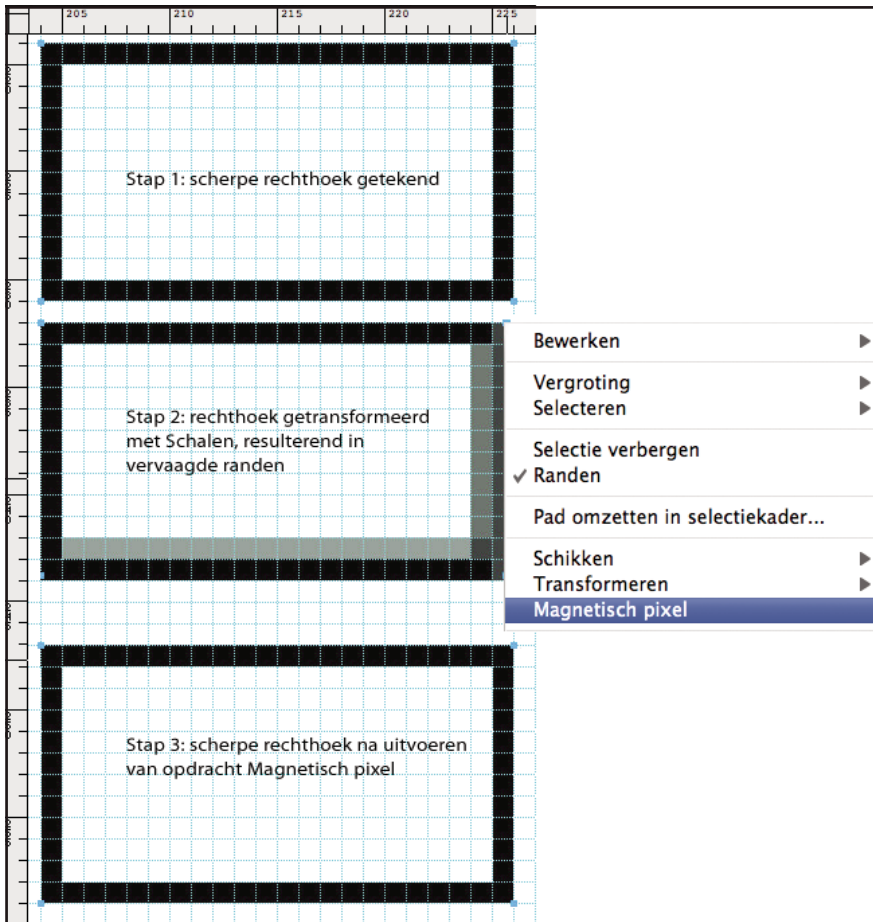 205 210 215 220 225
Stap 1: scherpe rechthoek getekend
Stap 2: rechthoek getransformeerd
met Schalen, resulterend in
vervaagde randen
Bewerken
Vergroting
Selecteren
Selectie verbergen
✓ Randen
Pad omzetten in selectiekader...
Schikken
Transformeren
Magnetisch pixel
Stap 3: scherpe rechthoek na uitvoeren
van opdracht Magnetisch pixel